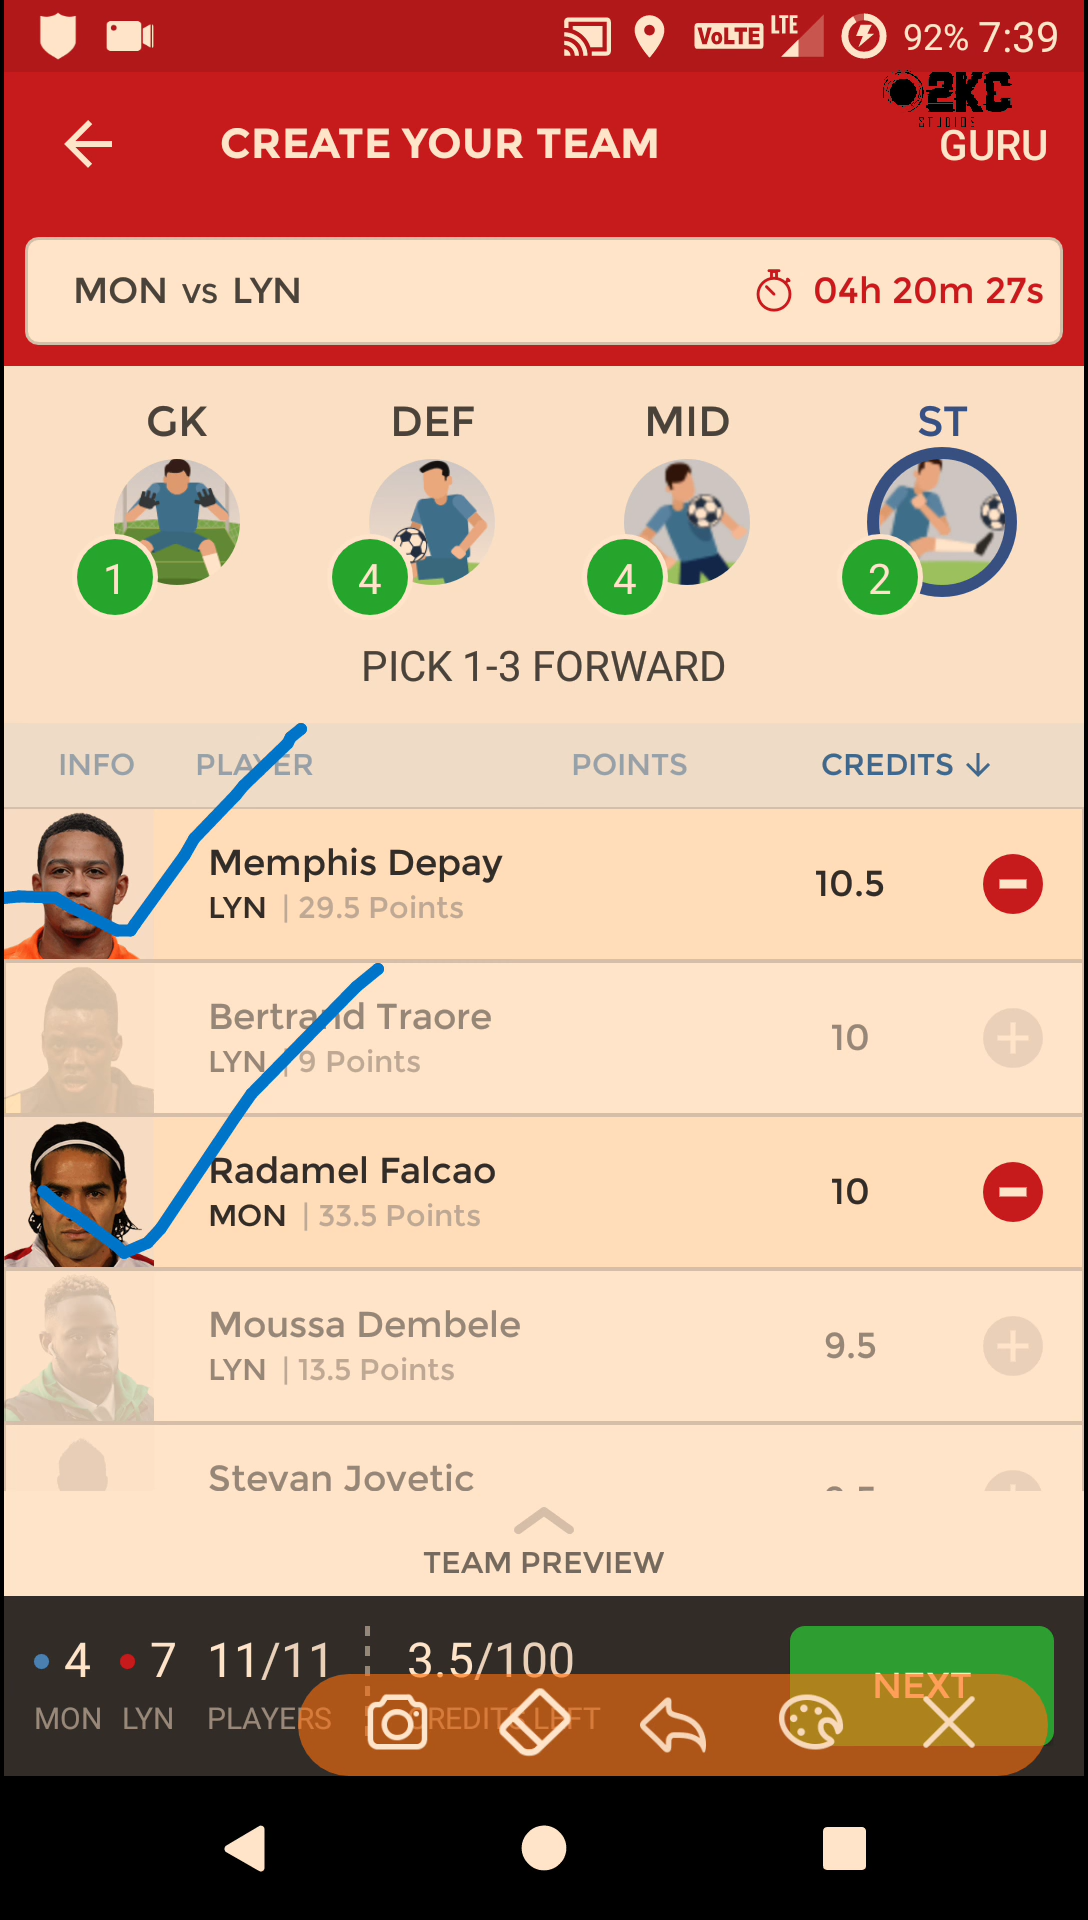 VoLTE LTE 92% 7:39
2KC
STUDIOS
CREATE YOUR TEAM GURU
MON vs LYN 04h 20m 27s
GK DEF MID ST
1 4 4 2
PICK 1-3 FORWARD
INFO PLAYER POINTS CREDITS
Memphis Depay
LYN | 29.5 Points 10.5
Bertrand Traore
LYN | 9 Points 10
Radamel Falcao
MON | 33.5 Points 10
Moussa Dembele
LYN | 13.5 Points 9.5
Stevan Jovetic
TEAM PREVIEW
4 7 11/11 3.5/100 NEXT
MON LYN PLAYERS CREDITS LEFT